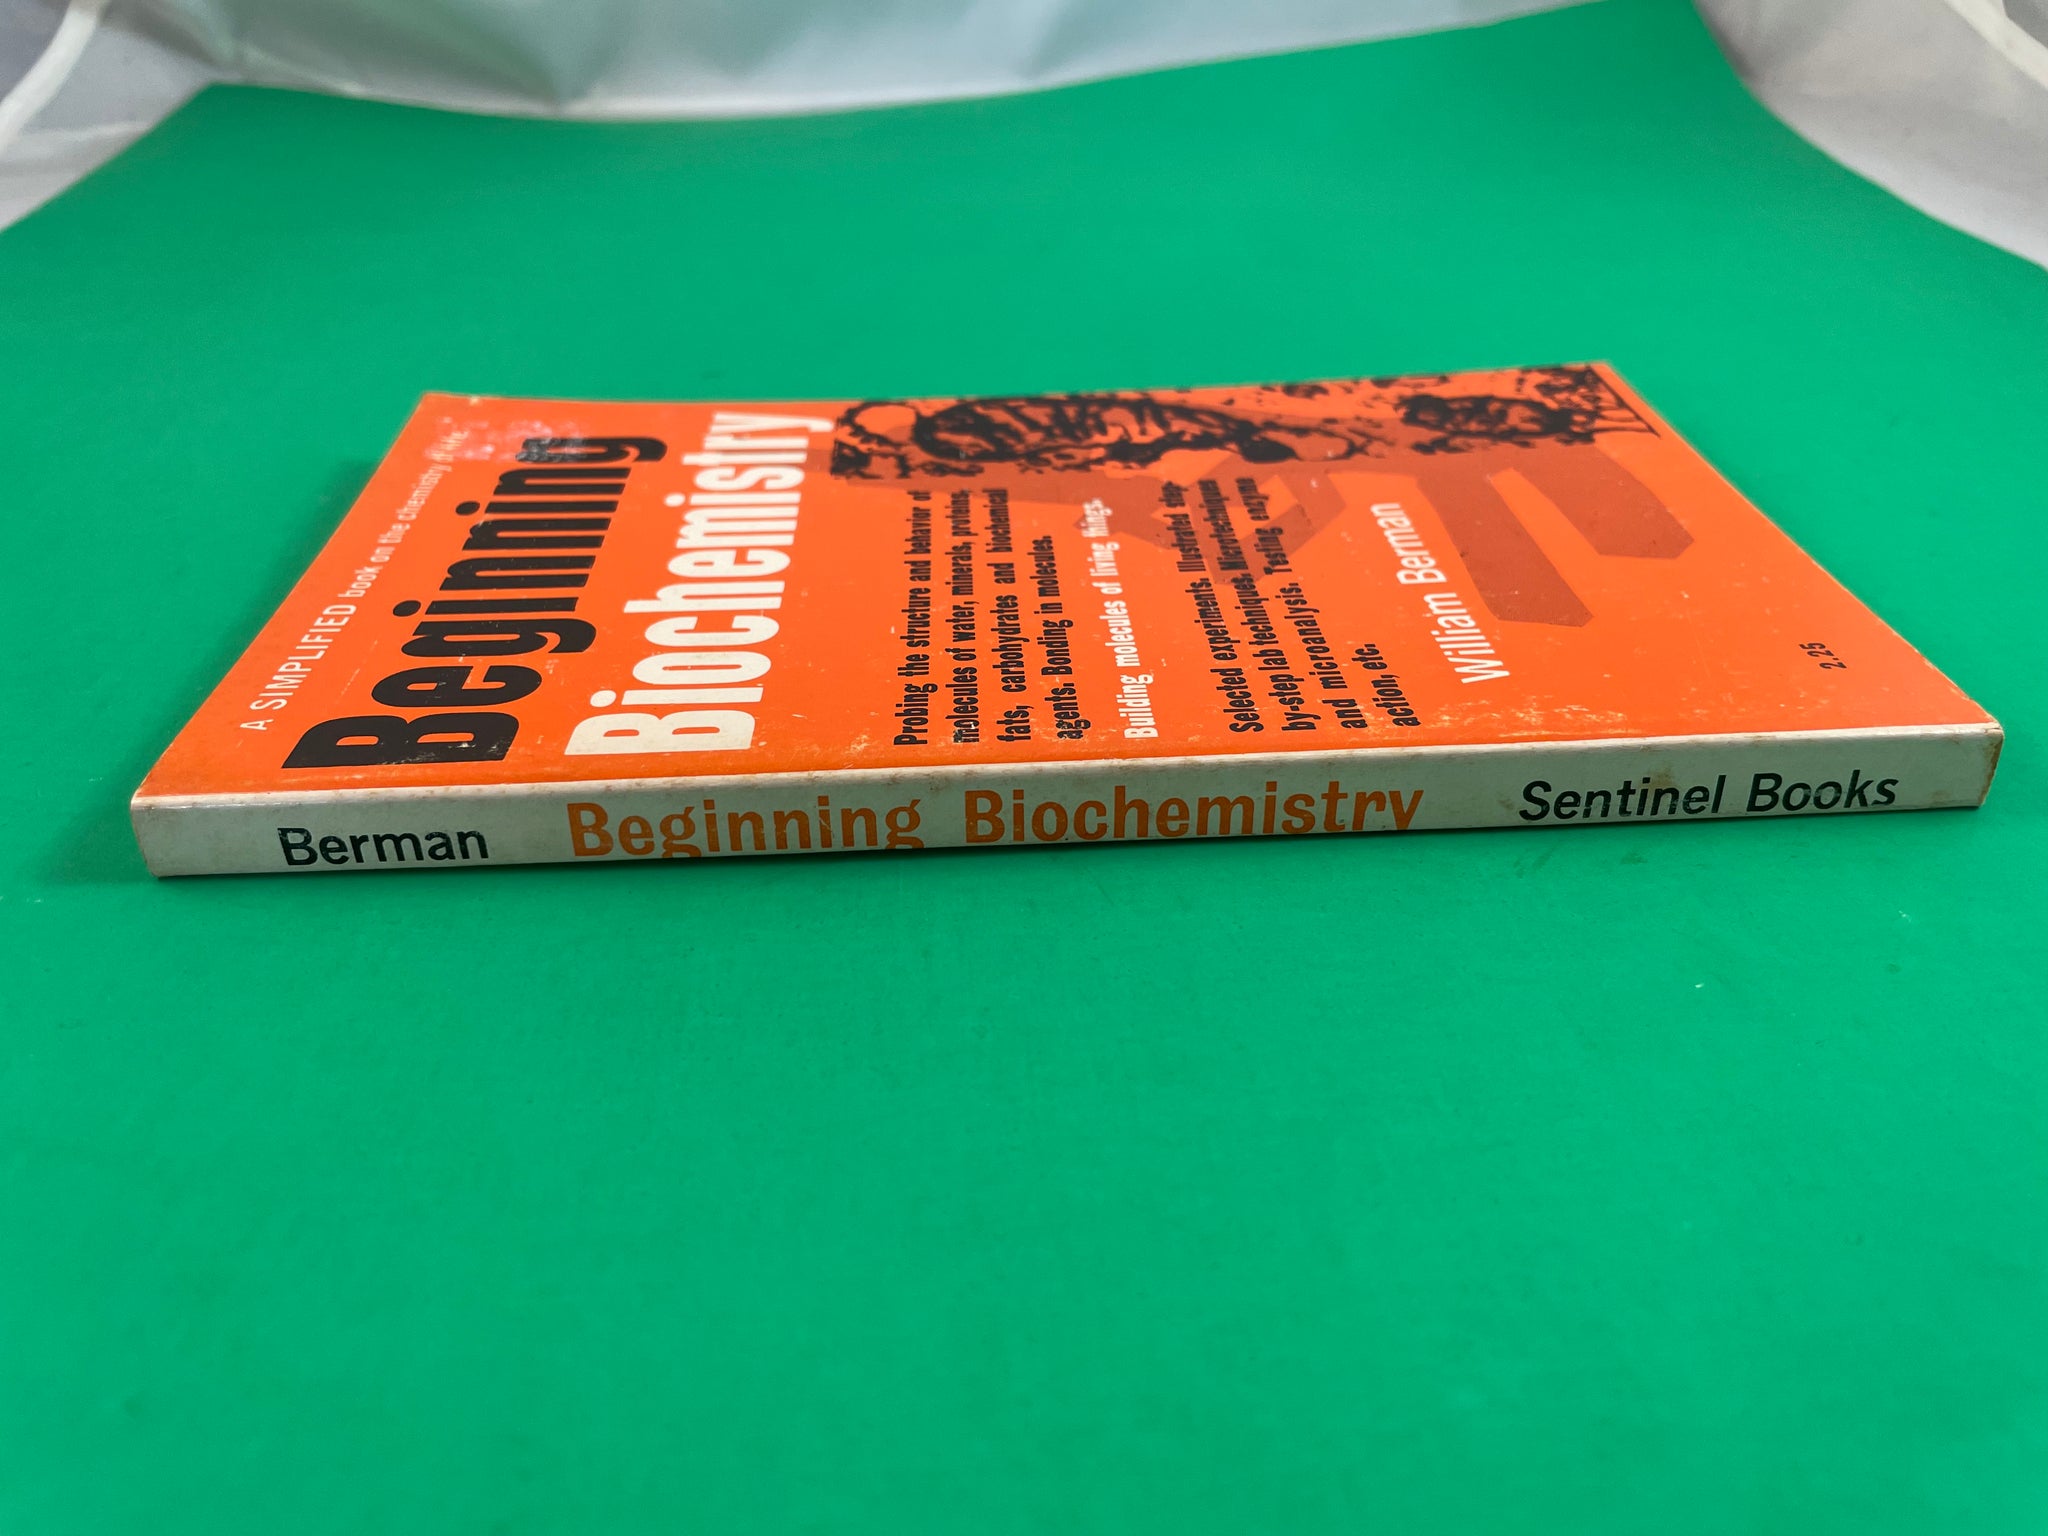 A SIMPLIFIED book on the chemistry of life
Beginning
Biochemistry
Probing the structure and behavior of
molecules of water, minerals, proteins,
fats, carbohydrates and biochemical
agents. Bonding in molecules.
Building molecules of living things.
Selected experiments. Illustrated step-
by-step lab techniques. Microtechniques
and microanalysis. Testing enzyme
action, etc.
William Berman
2.25
Berman Beginning Biochemistry Sentinel Books